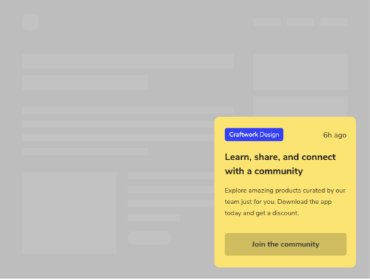 Craftwork Design
6h ago
Learn, share, and connect
with a community
Explore amazing products curated by our
team just for you. Download the app
today and get a discount.
Join the community